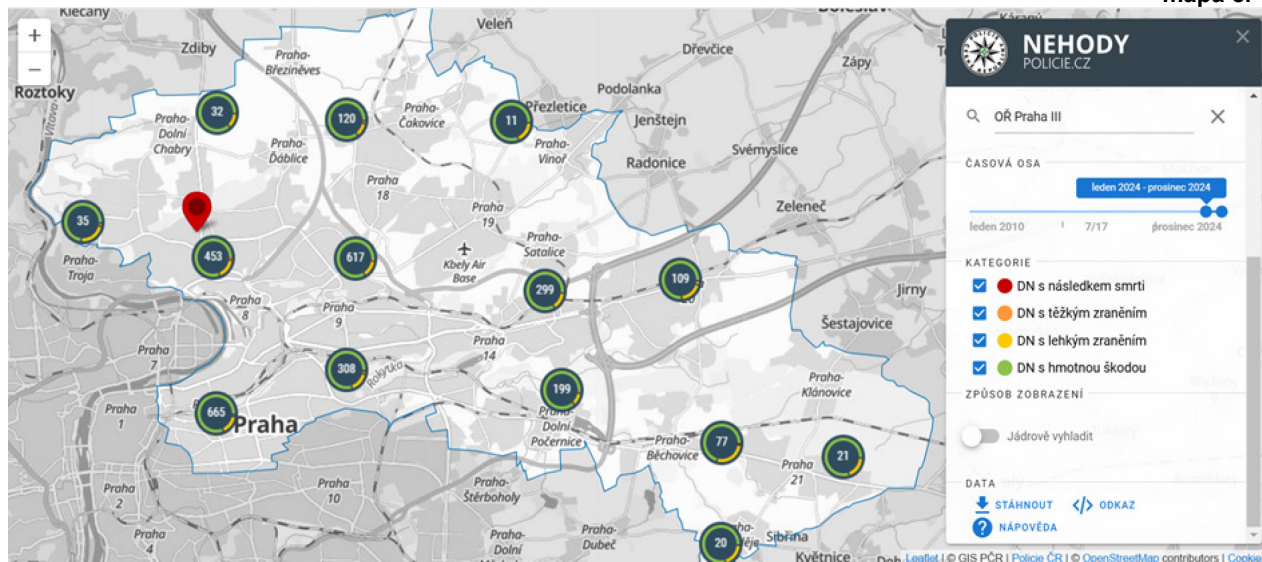 mapa č.
Klecany
Veleň
Káraný
Zdiby
Praha-
Březiněves
Dřevčice
Zápy
Roztoky
Vltava
32
120
Praha-
Čakovice
11
Přezletice
Podolanka
Jenštejn
Praha-
Dolní
Chabry
Praha-
Ďáblice
Praha-
Vinoř
Radonice
Svémyslice
Praha
18
35
Praha
19
Zeleneč
Praha-
Troja
453
617
Kbely Air
Base
Praha-
Satalice
299
109
Jirny
Praha
8
Praha
9
Šestajovice
Praha
7
Praha
14
308
Rokytka
199
Praha-
Klánovice
Praha
1
665
Praha
Praha-
Dolní
Počernice
Praha-
Běchovice
77
21
Praha
21
Praha
2
Praha
10
Praha-
Štěrboholy
Praha
4
Praha-
Dolní
Praha-
Dubeč
20
Sibřina
Květnice
+
−
NEHODY
POLICIE.CZ
OŘ Praha III
ČASOVÁ OSA
leden 2024 - prosinec 2024
leden 2010 7/17 prosinec 2024
KATEGORIE
DN s následkem smrti
DN s těžkým zraněním
DN s lehkým zraněním
DN s hmotnou škodou
ZPŮSOB ZOBRAZENÍ
Jádrově vyhladit
DATA
STÁHNOUT </> ODKAZ
? NÁPOVĚDA
Leaflet | © GIS PČR | Policie ČR | © OpenStreetMap contributors | Cookie